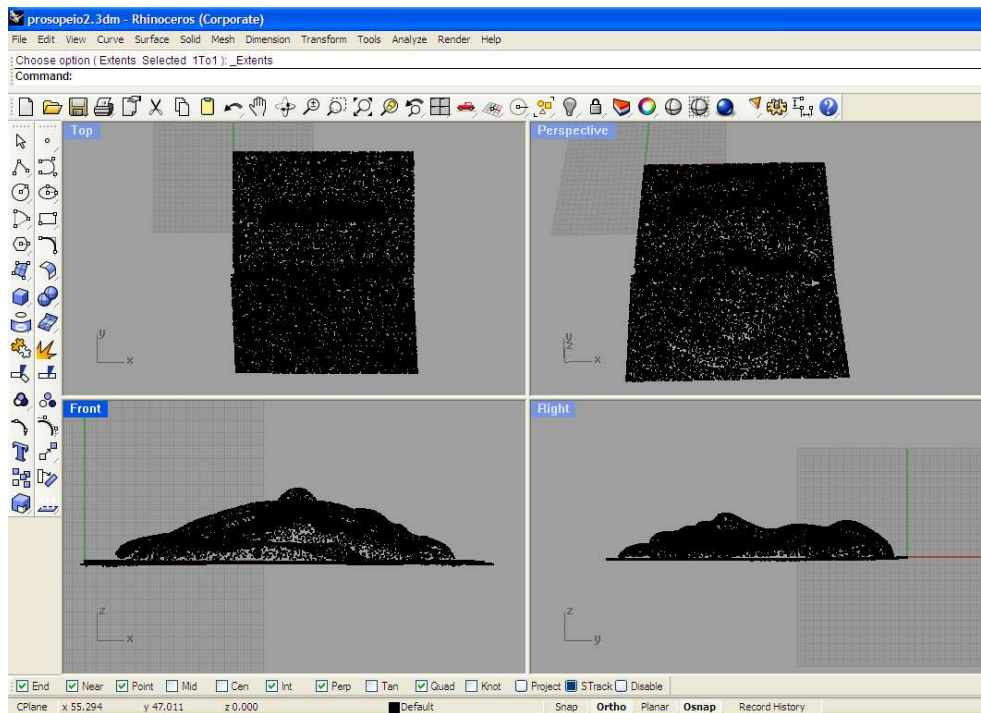 prosopeio2.3dm - Rhinoceros (Corporate)
File Edit View Curve Surface Solid Mesh Dimension Transform Tools Analyze Render Help
Choose option ( Extents Selected 1To1 ): _Extents
Command:
Top
Perspective
y
x
y
z
x
Front
Right
z
x
z
y
End Near Point Mid Cen Int Perp Tan Quad Knot Project STrack Disable
CPlane x 55.294 y 47.011 z 0.000 Default Snap Ortho Planar Osnap Record History